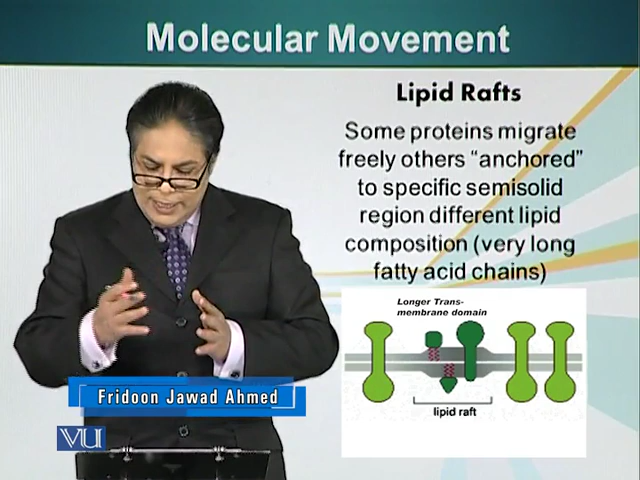 Molecular Movement
Lipid Rafts
Some proteins migrate
freely others “anchored”
to specific semisolid
region different lipid
composition (very long
fatty acid chains)
Longer Trans-
membrane domain
lipid raft
Fridoon Jawad Ahmed
VU